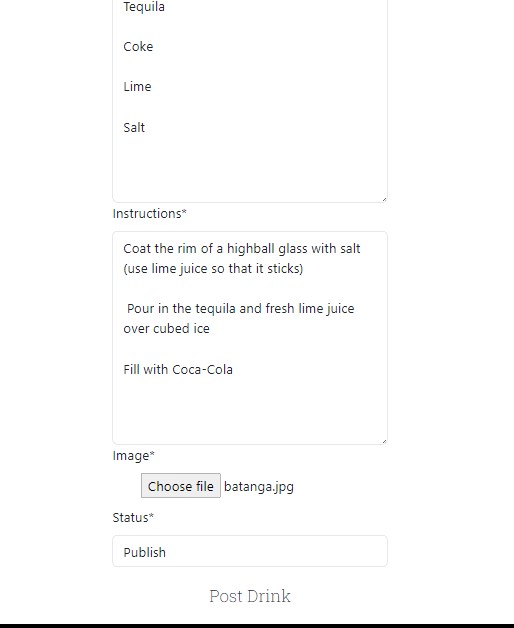 Tequila
Coke
Lime
Salt
Instructions*
Coat the rim of a highball glass with salt
(use lime juice so that it sticks)
Pour in the tequila and fresh lime juice
over cubed ice
Fill with Coca-Cola
Image*
Choose file batanga.jpg
Status*
Publish
Post Drink